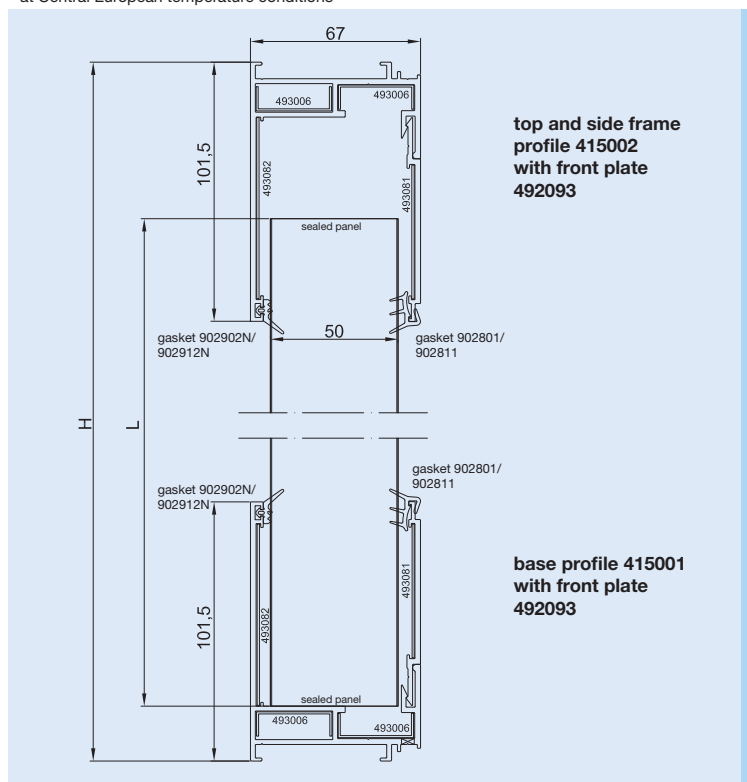 at Central European temperature conditions
67
493006
493006
101,5
493082
493081
top and side frame
profile 415002
with front plate
492093
sealed panel
gasket 902902N/
902912N
50
gasket 902801/
902811
H
L
gasket 902902N/
902912N
gasket 902801/
902811
101,5
493082
493081
base profile 415001
with front plate
492093
sealed panel
493006
493006